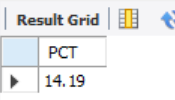 Result Grid
PCT
14.19